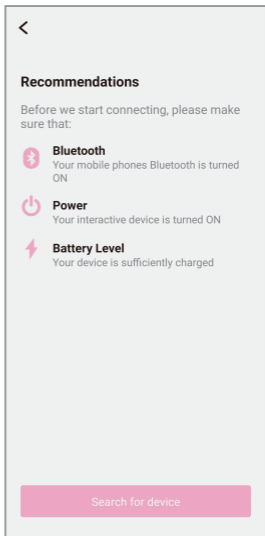 Recommendations
Before we start connecting, please make
sure that:
Bluetooth
Your mobile phones Bluetooth is turned
ON
Power
Your interactive device is turned ON
Battery Level
Your device is sufficiently charged
Search for device